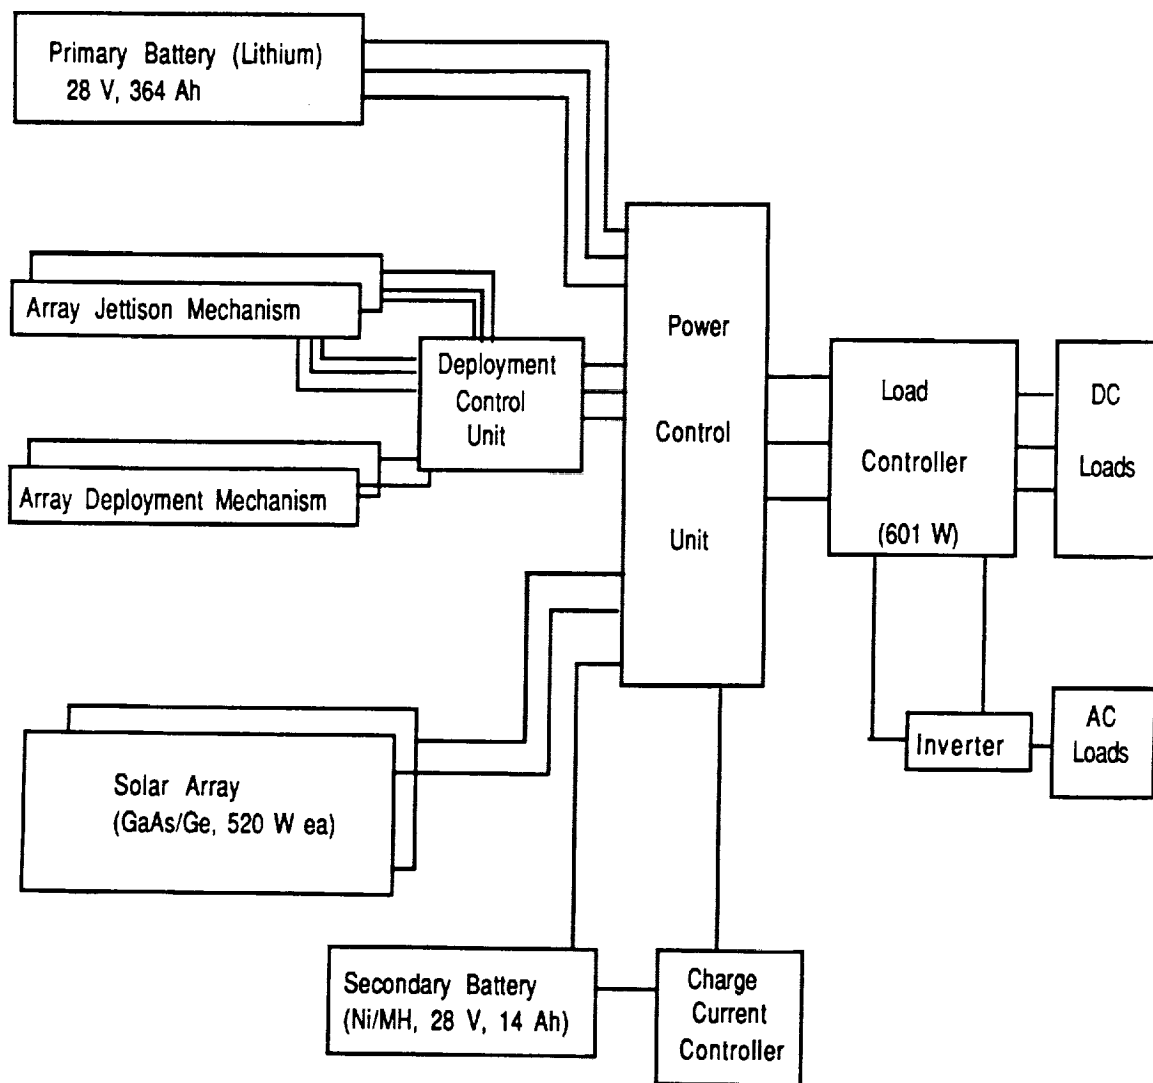 Primary Battery (Lithium)
28 V, 364 Ah
Array Jettison Mechanism
Deployment
Control
Unit
Array Deployment Mechanism
Power
Control
Unit
Load
Controller
(601 W)
DC
Loads
Inverter
AC
Loads
Solar Array
(GaAs/Ge, 520 W ea)
Secondary Battery
(Ni/MH, 28 V, 14 Ah)
Charge
Current
Controller